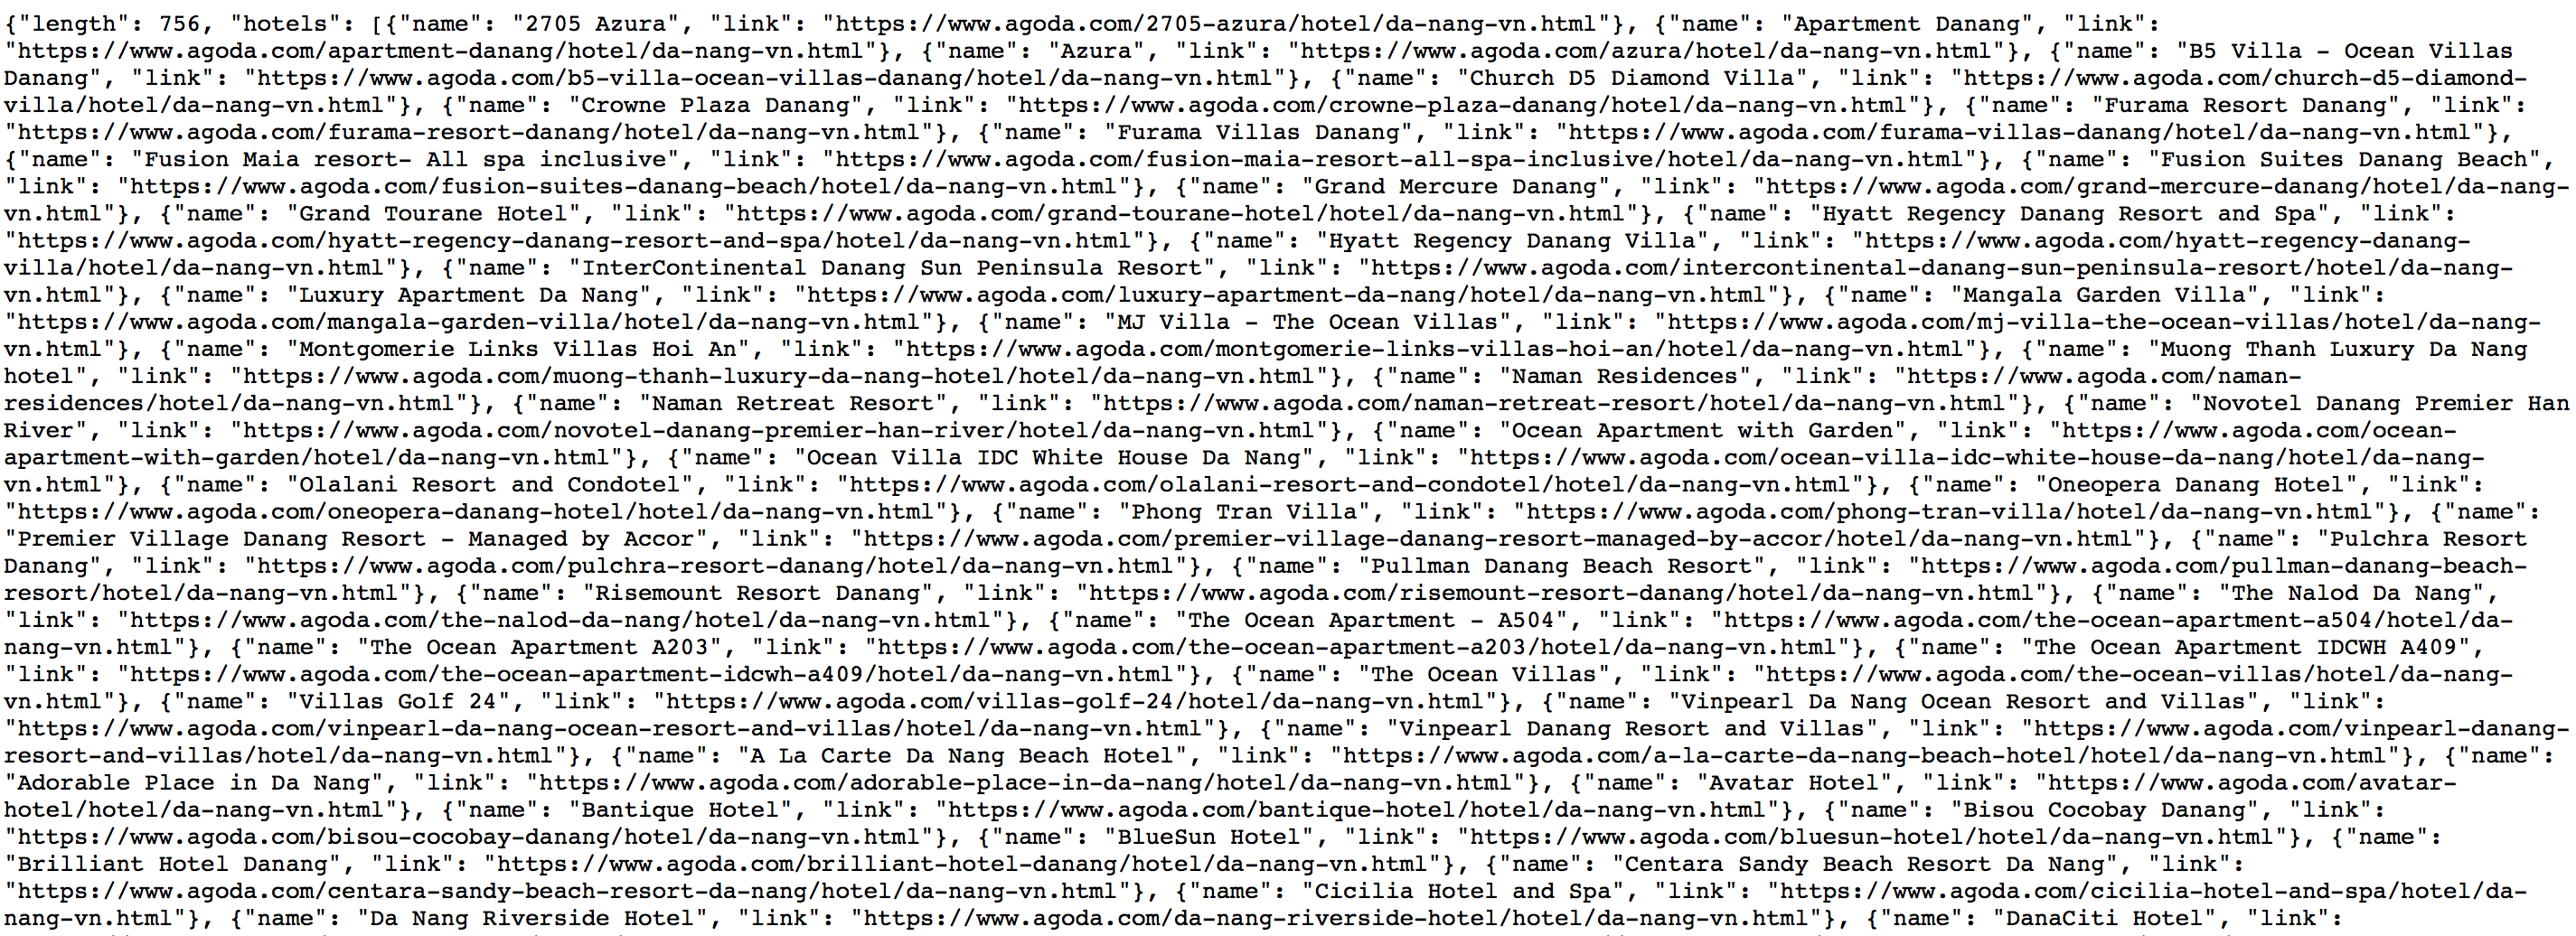 {"length": 756, "hotels": [{"name": "2705 Azura", "link": "https://www.agoda.com/2705-azura/hotel/da-nang-vn.html"}, {"name": "Apartment Danang", "link":
"https://www.agoda.com/apartment-danang/hotel/da-nang-vn.html"}, {"name": "Azura", "link": "https://www.agoda.com/azura/hotel/da-nang-vn.html"}, {"name": "B5 Villa - Ocean Villas
Danang", "link": "https://www.agoda.com/b5-villa-ocean-villas-danang/hotel/da-nang-vn.html"}, {"name": "Church D5 Diamond Villa", "link": "https://www.agoda.com/church-d5-diamond-
villa/hotel/da-nang-vn.html"}, {"name": "Crowne Plaza Danang", "link": "https://www.agoda.com/crowne-plaza-danang/hotel/da-nang-vn.html"}, {"name": "Furama Resort Danang", "link":
"https://www.agoda.com/furama-resort-danang/hotel/da-nang-vn.html"}, {"name": "Furama Villas Danang", "link": "https://www.agoda.com/furama-villas-danang/hotel/da-nang-vn.html"},
{"name": "Fusion Maia resort- All spa inclusive", "link": "https://www.agoda.com/fusion-maia-resort-all-spa-inclusive/hotel/da-nang-vn.html"}, {"name": "Fusion Suites Danang Beach",
"link": "https://www.agoda.com/fusion-suites-danang-beach/hotel/da-nang-vn.html"}, {"name": "Grand Mercure Danang", "link": "https://www.agoda.com/grand-mercure-danang/hotel/da-nang-
vn.html"}, {"name": "Grand Tourane Hotel", "link": "https://www.agoda.com/grand-tourane-hotel/hotel/da-nang-vn.html"}, {"name": "Hyatt Regency Danang Resort and Spa", "link":
"https://www.agoda.com/hyatt-regency-danang-resort-and-spa/hotel/da-nang-vn.html"}, {"name": "Hyatt Regency Danang Villa", "link": "https://www.agoda.com/hyatt-regency-danang-
villa/hotel/da-nang-vn.html"}, {"name": "InterContinental Danang Sun Peninsula Resort", "link": "https://www.agoda.com/intercontinental-danang-sun-peninsula-resort/hotel/da-nang-
vn.html"}, {"name": "Luxury Apartment Da Nang", "link": "https://www.agoda.com/luxury-apartment-da-nang/hotel/da-nang-vn.html"}, {"name": "Mangala Garden Villa", "link":
"https://www.agoda.com/mangala-garden-villa/hotel/da-nang-vn.html"}, {"name": "MJ Villa - The Ocean Villas", "link": "https://www.agoda.com/mj-villa-the-ocean-villas/hotel/da-nang-
vn.html"}, {"name": "Montgomerie Links Villas Hoi An", "link": "https://www.agoda.com/montgomerie-links-villas-hoi-an/hotel/da-nang-vn.html"}, {"name": "Muong Thanh Luxury Da Nang
hotel", "link": "https://www.agoda.com/muong-thanh-luxury-da-nang-hotel/hotel/da-nang-vn.html"}, {"name": "Naman Residences", "link": "https://www.agoda.com/naman-
residences/hotel/da-nang-vn.html"}, {"name": "Naman Retreat Resort", "link": "https://www.agoda.com/naman-retreat-resort/hotel/da-nang-vn.html"}, {"name": "Novotel Danang Premier Han
River", "link": "https://www.agoda.com/novotel-danang-premier-han-river/hotel/da-nang-vn.html"}, {"name": "Ocean Apartment with Garden", "link": "https://www.agoda.com/ocean-
apartment-with-garden/hotel/da-nang-vn.html"}, {"name": "Ocean Villa IDC White House Da Nang", "link": "https://www.agoda.com/ocean-villa-idc-white-house-da-nang/hotel/da-nang-
vn.html"}, {"name": "Olalani Resort and Condotel", "link": "https://www.agoda.com/olalani-resort-and-condotel/hotel/da-nang-vn.html"}, {"name": "Oneopera Danang Hotel", "link":
"https://www.agoda.com/oneopera-danang-hotel/hotel/da-nang-vn.html"}, {"name": "Phong Tran Villa", "link": "https://www.agoda.com/phong-tran-villa/hotel/da-nang-vn.html"}, {"name":
"Premier Village Danang Resort - Managed by Accor", "link": "https://www.agoda.com/premier-village-danang-resort-managed-by-accor/hotel/da-nang-vn.html"}, {"name": "Pulchra Resort
Danang", "link": "https://www.agoda.com/pulchra-resort-danang/hotel/da-nang-vn.html"}, {"name": "Pullman Danang Beach Resort", "link": "https://www.agoda.com/pullman-danang-beach-
resort/hotel/da-nang-vn.html"}, {"name": "Risemount Resort Danang", "link": "https://www.agoda.com/risemount-resort-danang/hotel/da-nang-vn.html"}, {"name": "The Nalod Da Nang",
"link": "https://www.agoda.com/the-nalod-da-nang/hotel/da-nang-vn.html"}, {"name": "The Ocean Apartment - A504", "link": "https://www.agoda.com/the-ocean-apartment-a504/hotel/da-
nang-vn.html"}, {"name": "The Ocean Apartment A203", "link": "https://www.agoda.com/the-ocean-apartment-a203/hotel/da-nang-vn.html"}, {"name": "The Ocean Apartment IDCWH A409",
"link": "https://www.agoda.com/the-ocean-apartment-idcwh-a409/hotel/da-nang-vn.html"}, {"name": "The Ocean Villas", "link": "https://www.agoda.com/the-ocean-villas/hotel/da-nang-
vn.html"}, {"name": "Villas Golf 24", "link": "https://www.agoda.com/villas-golf-24/hotel/da-nang-vn.html"}, {"name": "Vinpearl Da Nang Ocean Resort and Villas", "link":
"https://www.agoda.com/vinpearl-da-nang-ocean-resort-and-villas/hotel/da-nang-vn.html"}, {"name": "Vinpearl Danang Resort and Villas", "link": "https://www.agoda.com/vinpearl-danang-
resort-and-villas/hotel/da-nang-vn.html"}, {"name": "A La Carte Da Nang Beach Hotel", "link": "https://www.agoda.com/a-la-carte-da-nang-beach-hotel/hotel/da-nang-vn.html"}, {"name":
"Adorable Place in Da Nang", "link": "https://www.agoda.com/adorable-place-in-da-nang/hotel/da-nang-vn.html"}, {"name": "Avatar Hotel", "link": "https://www.agoda.com/avatar-
hotel/hotel/da-nang-vn.html"}, {"name": "Bantique Hotel", "link": "https://www.agoda.com/bantique-hotel/hotel/da-nang-vn.html"}, {"name": "Bisou Cocobay Danang", "link":
"https://www.agoda.com/bisou-cocobay-danang/hotel/da-nang-vn.html"}, {"name": "BlueSun Hotel", "link": "https://www.agoda.com/bluesun-hotel/hotel/da-nang-vn.html"}, {"name":
"Brilliant Hotel Danang", "link": "https://www.agoda.com/brilliant-hotel-danang/hotel/da-nang-vn.html"}, {"name": "Centara Sandy Beach Resort Da Nang", "link":
"https://www.agoda.com/centara-sandy-beach-resort-da-nang/hotel/da-nang-vn.html"}, {"name": "Cicilia Hotel and Spa", "link": "https://www.agoda.com/cicilia-hotel-and-spa/hotel/da-
nang-vn.html"}, {"name": "Da Nang Riverside Hotel", "link": "https://www.agoda.com/da-nang-riverside-hotel/hotel/da-nang-vn.html"}, {"name": "DanaCiti Hotel", "link":